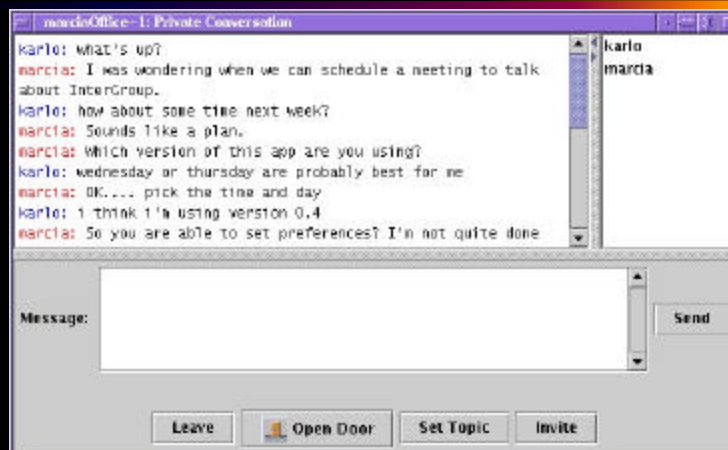 marciaOffice-1: Private Conversation
karlo: what's up?
marcia: I was wondering when we can schedule a meeting to talk
about InterGroup.
karlo: how about some time next week?
marcia: Sounds like a plan.
marcia: Which version of this app are you using?
karlo: wednesday or thursday are probably best for me
marcia: OK.... pick the time and day
karlo: i think i'm using version 0.4
marcia: So you are able to set preferences? I'm not quite done
karlo
marcia
Message:
Send
Leave
Open Door
Set Topic
Invite